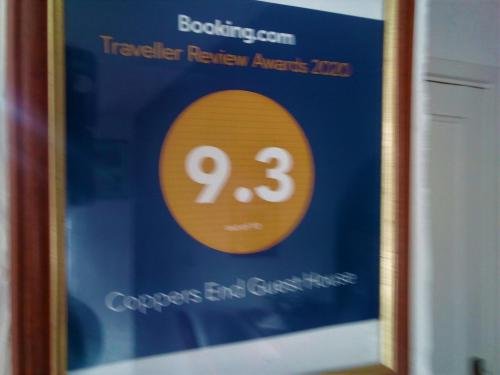 Booking.com
Traveller Review Awards 2020
9.3
Coppers End Guest House